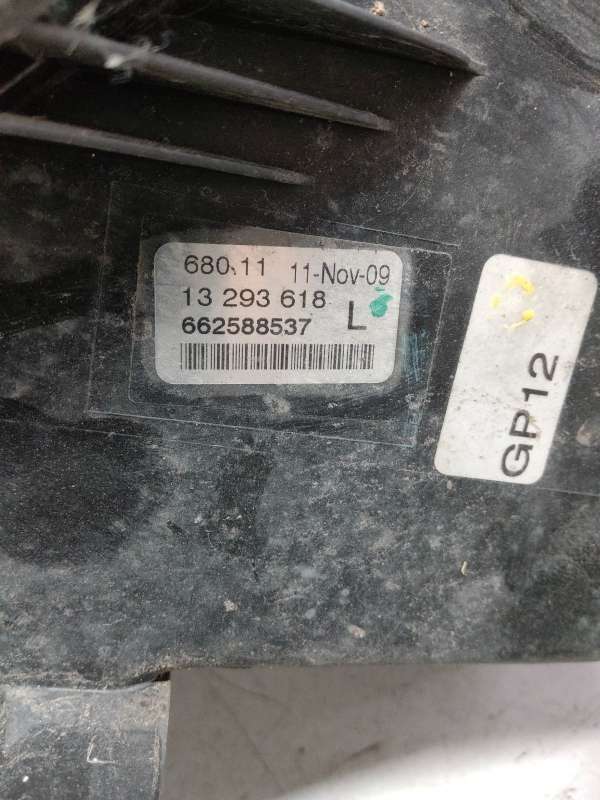 680.11 11-Nov-09
13 293 618
662588537 L
GP12